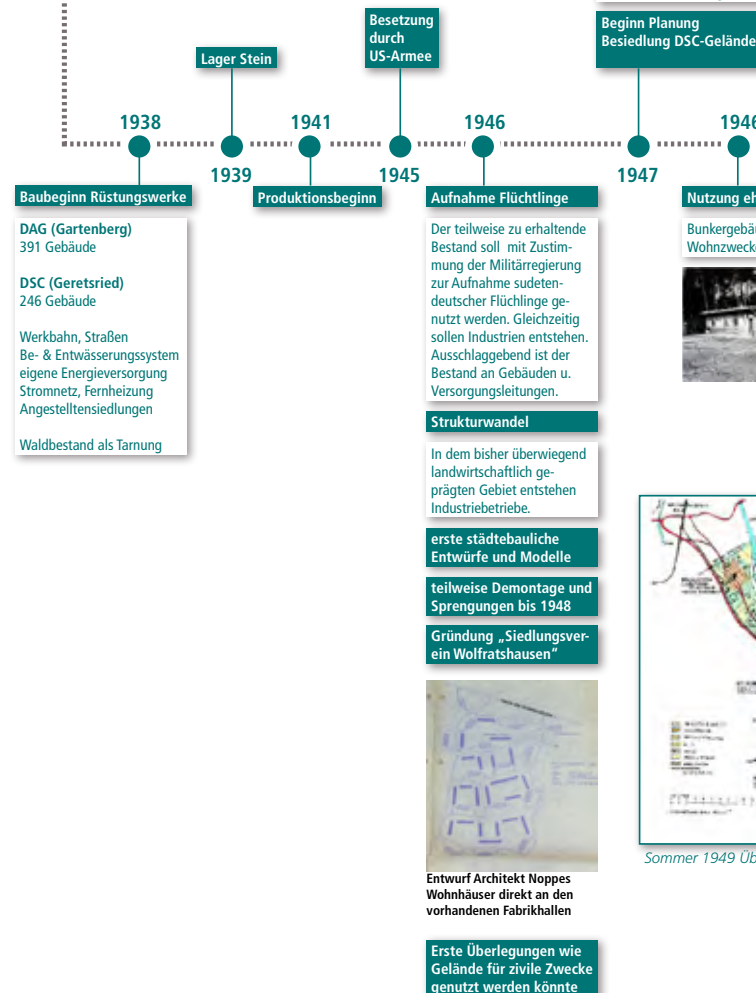 Besetzung
durch
US-Armee
Beginn Planung
Besiedlung DSC-Gelände
Lager Stein
1938
1941
1946
1946
1939
1945
1947
Baubeginn Rüstungswerke
DAG (Gartenberg)
391 Gebäude
DSC (Geretsried)
246 Gebäude
Werkbahn, Straßen
Be- & Entwässerungssystem
eigene Energieversorgung
Stromnetz, Fernheizung
Angestelltensiedlungen
Waldbestand als Tarnung
Produktionsbeginn
Aufnahme Flüchtlinge
Der teilweise zu erhaltende
Bestand soll mit Zustim-
mung der Militärregierung
zur Aufnahme sudeten-
deutscher Flüchlinge ge-
nutzt werden. Gleichzeitig
sollen Industrien entstehen.
Ausschlaggebend ist der
Bestand an Gebäuden u.
Versorgungsleitungen.
Strukturwandel
In dem bisher überwiegend
landwirtschaftlich ge-
prägten Gebiet entstehen
Industriebetriebe.
erste städtebauliche
Entwürfe und Modelle
teilweise Demontage und
Sprengungen bis 1948
Gründung „Siedlungsver-
ein Wolfratshausen“
Entwurf Architekt Noppes
Wohnhäuser direkt an den
vorhandenen Fabrikhallen
Erste Überlegungen wie
Gelände für zivile Zwecke
genutzt werden könnte
Nutzung eh
Bunkergebäu
Wohnzweck
Sommer 1949 Üb